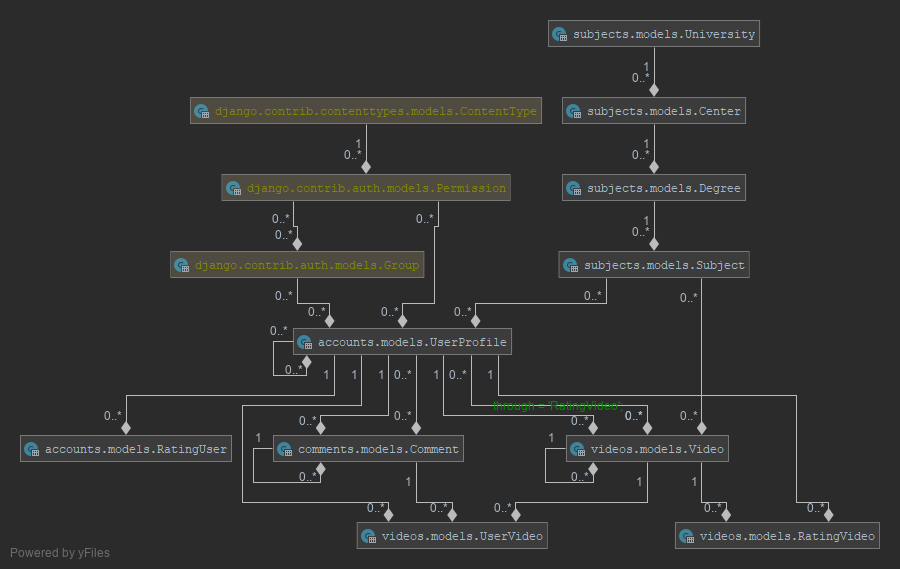 subjects.models.University
1
0..*
django.contrib.contenttypes.models.ContentType
subjects.models.Center
1
0..*
1
0..*
django.contrib.auth.models.Permission
subjects.models.Degree
0..*
0..*
0..*
1
0..*
django.contrib.auth.models.Group
subjects.models.Subject
0..*
0..*
0..*
0..*
0..*
0..*
0..*
accounts.models.UserProfile
0..*
1
1
1
0..*
1
0..*
1
through = 'RatingVideo',
0..*
0..*
0..*
0..*
0..*
0..*
accounts.models.RatingUser
1
comments.models.Comment
1
videos.models.Video
0..*
1
0..*
1
1
0..*
0..*
0..*
0..*
0..*
videos.models.UserVideo
videos.models.RatingVideo
Powered by yFiles